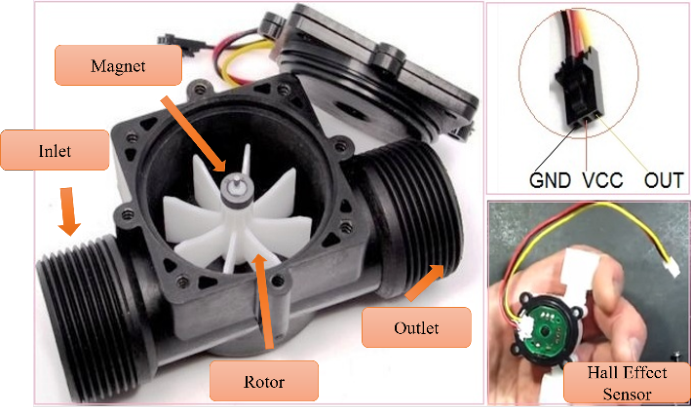 Magnet
Inlet
Outlet
Rotor
GND VCC OUT
Hall Effect
Sensor